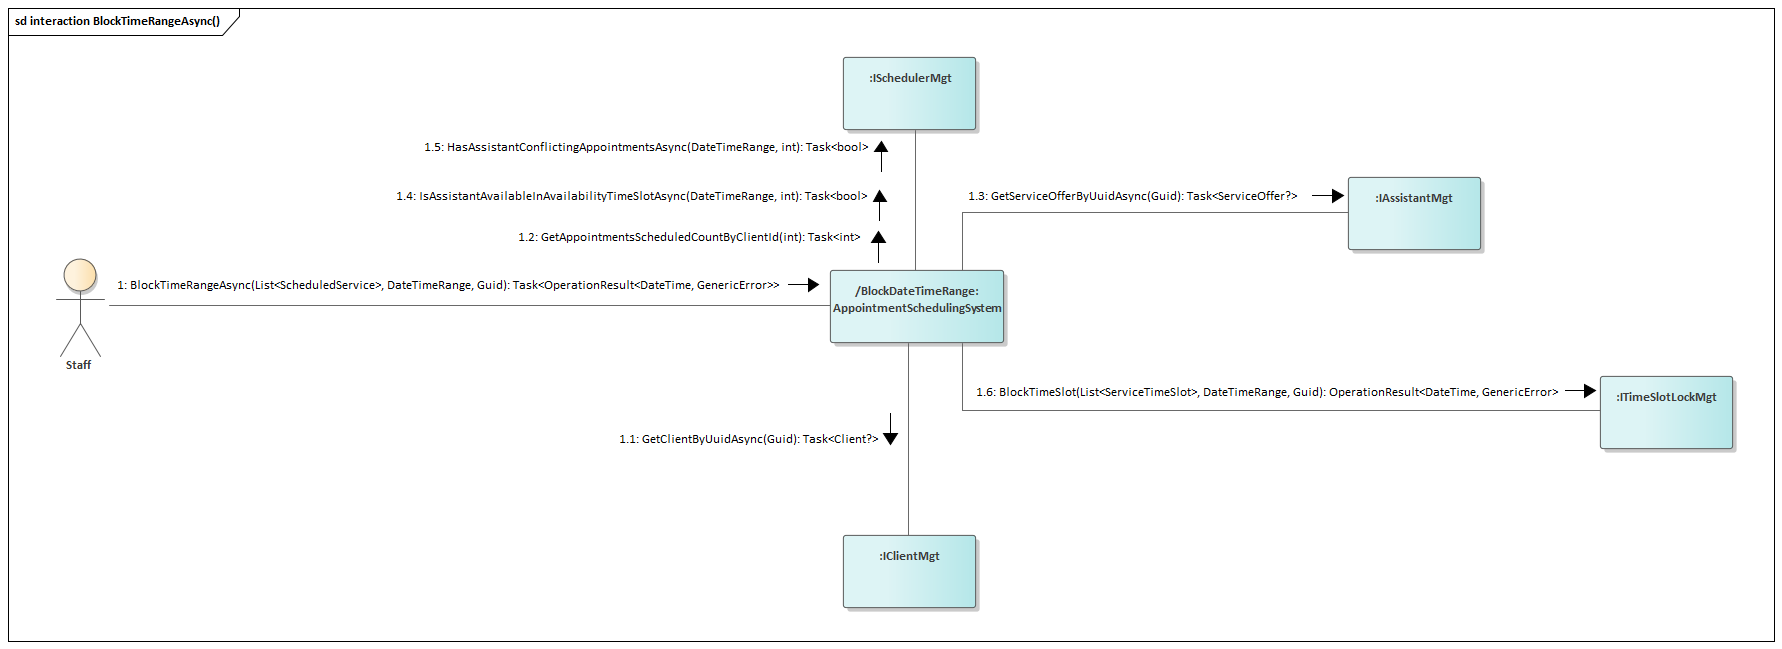 sd interaction BlockTimeRangeAsync()
:ISchedulerMgt
1.5: HasAssistantConflictingAppointmentsAsync(DateTimeRange, int): Task<bool>
1.4: IsAssistantAvailableInAvailabilityTimeSlotAsync(DateTimeRange, int): Task<bool>
1.3: GetServiceOfferByUuidAsync(Guid): Task<ServiceOffer?>
:IAssistantMgt
1.2: GetAppointmentsScheduledCountByClientId(int): Task<int>
1: BlockTimeRangeAsync(List<ScheduledService>, DateTimeRange, Guid): Task<OperationResult<DateTime, GenericError>>
/BlockDateTimeRange:
AppointmentSchedulingSystem
Staff
1.6: BlockTimeSlot(List<ServiceTimeSlot>, DateTimeRange, Guid): OperationResult<DateTime, GenericError>
:ITimeSlotLockMgt
1.1: GetClientByUuidAsync(Guid): Task<Client?>
:IClientMgt